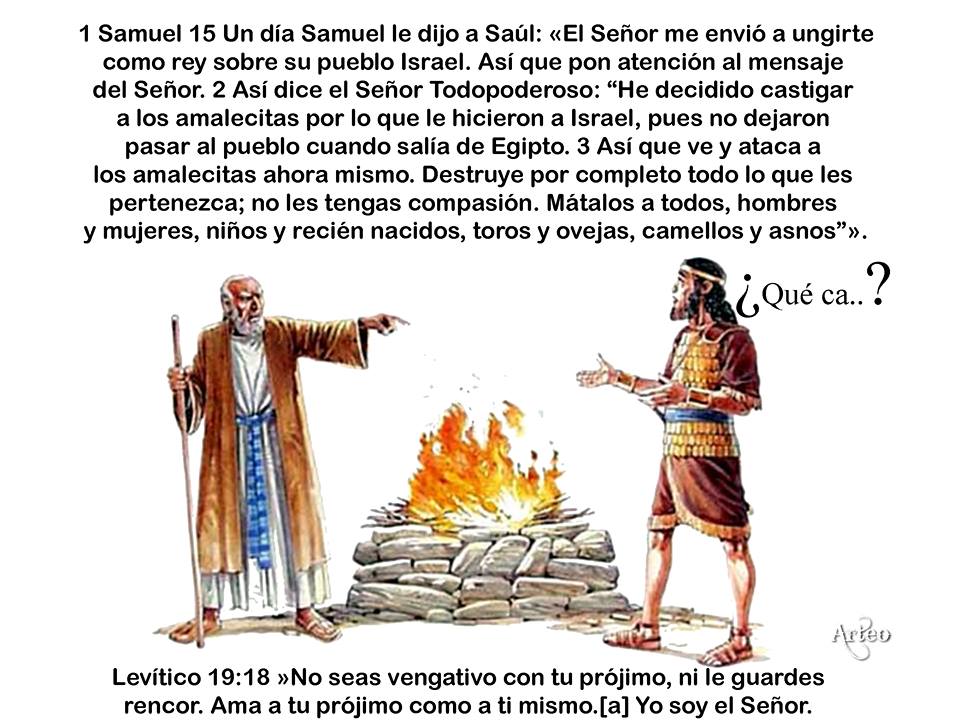 1 Samuel 15 Un día Samuel le dijo a Saúl: «El Señor me envió a ungirte
como rey sobre su pueblo Israel. Así que pon atención al mensaje
del Señor. 2 Así dice el Señor Todopoderoso: “He decidido castigar
a los amalecitas por lo que le hicieron a Israel, pues no dejaron
pasar al pueblo cuando salía de Egipto. 3 Así que ve y ataca a
los amalecitas ahora mismo. Destruye por completo todo lo que les
pertenezca; no les tengas compasión. Mátalos a todos, hombres
y mujeres, niños y recién nacidos, toros y ovejas, camellos y asnos”».
¿Qué ca..?
Arteo
Levítico 19:18 »No seas vengativo con tu prójimo, ni le guardes
rencor. Ama a tu prójimo como a ti mismo.[a] Yo soy el Señor.